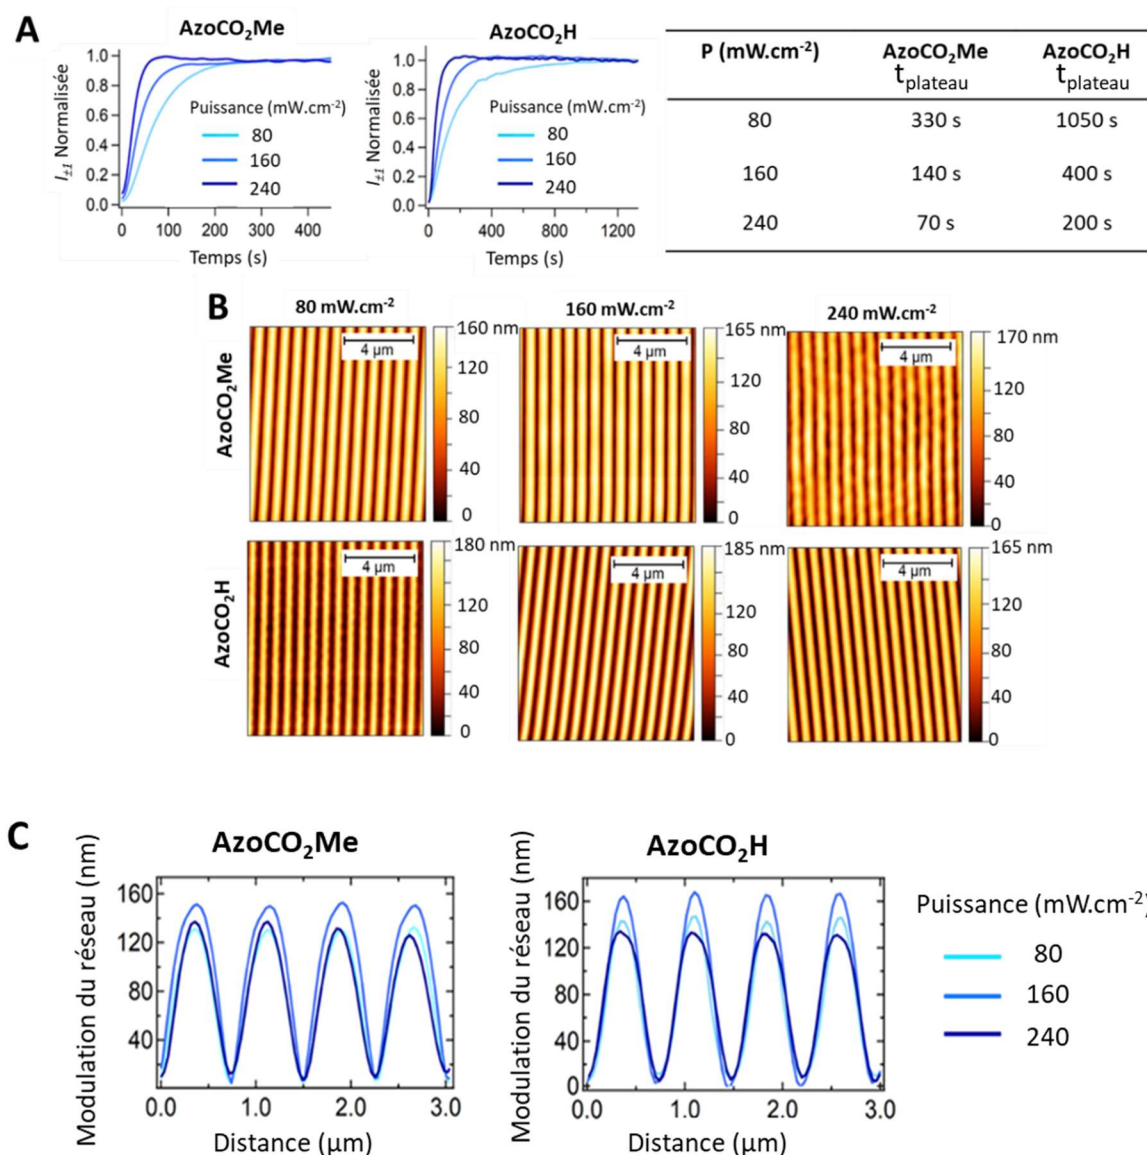 A
AzoCO₂Me
1.0
0.8
0.6
0.4
0.2
0.0
I±1 Normalisée
Puissance (mW.cm⁻²)
80
160
240
0 100 200 300 400
Temps (s)
AzoCO₂H
1.0
0.8
0.6
0.4
0.2
0.0
I±1 Normalisée
Puissance (mW.cm⁻²)
80
160
240
0 400 800 1200
Temps (s)
P (mW.cm⁻²) AzoCO₂Me tplateau AzoCO₂H tplateau
80 330 s 1050 s
160 140 s 400 s
240 70 s 200 s
B
80 mW.cm⁻² 160 mW.cm⁻² 240 mW.cm⁻²
AzoCO₂Me
4 µm
160 nm
120
80
40
0
4 µm
165 nm
120
80
40
0
4 µm
170 nm
120
80
40
0
AzoCO₂H
4 µm
180 nm
120
80
40
0
4 µm
185 nm
120
80
40
0
4 µm
165 nm
120
80
40
0
C
AzoCO₂Me
Modulation du réseau (nm)
160
120
80
40
0.0 1.0 2.0 3.0
Distance (µm)
AzoCO₂H
Modulation du réseau (nm)
160
120
80
40
0
0.0 1.0 2.0 3.0
Distance (µm)
Puissance (mW.cm⁻²)
80
160
240